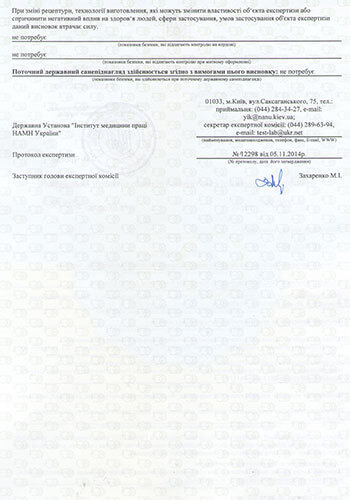 При зміні рецептури, технології виготовлення, які можуть змінити властивості об'єкта експертизи або
спричинити негативний вплив на здоров'я людей, сфери застосування, умов застосування об'єкта експертизи
даний висновок втрачає силу.
не потребує
(показники безпеки, які підлягають контролю на кордоні)
не потребує
(показники безпеки, які підлягають контролю при митному оформленні)
Поточний державний санепіднагляд здійснюється згідно з вимогами цього висновку: не потребує
(показники безпеки, які здійснюється при поточному державному санепіднагляді)
01033, м.Київ, вул.Саксаганського, 75, тел.:
приймальня: (044) 284-34-27, e-mail:
yik@nanu.kiev.ua;
секретар експертної комісії: (044) 289-63-94,
e-mail: test-lab@ukr.net
Державна Установа "Інститут медицини праці
НАМН України"
(найменування, місцезнаходження, телефон, факс, E-mail, WWW)
Протокол експертизи
№/12298 від 05.11.2014р.
(№ протоколу, дата його затвердження)
Заступник голови експертної комісії
Захаренко М.І.